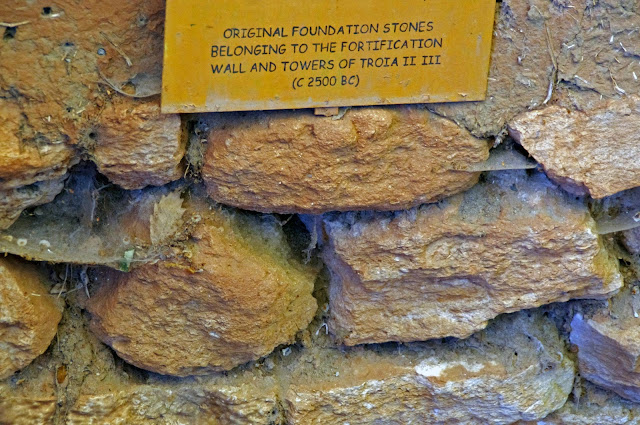 ORIGINAL FOUNDATION STONES
BELONGING TO THE FORTIFICATION
WALL AND TOWERS OF TROIA II III
(C 2500 BC)